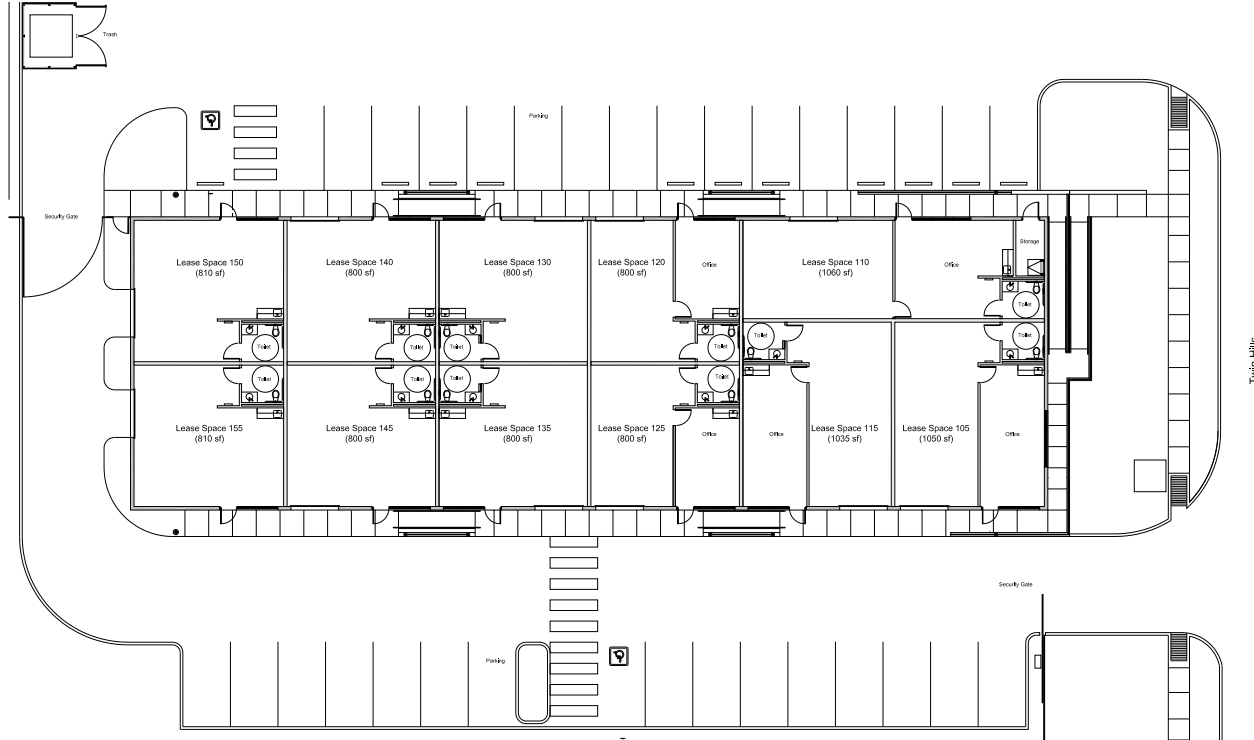 Trash
Parking
Security Gate
Lease Space 150
(810 sf)
Lease Space 140
(800 sf)
Lease Space 130
(800 sf)
Lease Space 120
(800 sf)
Office
Lease Space 110
(1060 sf)
Office
Storage
Toilet
Toilet
Toilet
Toilet
Toilet
Toilet
Toilet
Toilet
Toilet
Toilet
Toilet
Twin Hills
Lease Space 155
(810 sf)
Lease Space 145
(800 sf)
Lease Space 135
(800 sf)
Lease Space 125
(800 sf)
Office
Office
Lease Space 115
(1035 sf)
Lease Space 105
(1050 sf)
Office
Security Gate
Parking